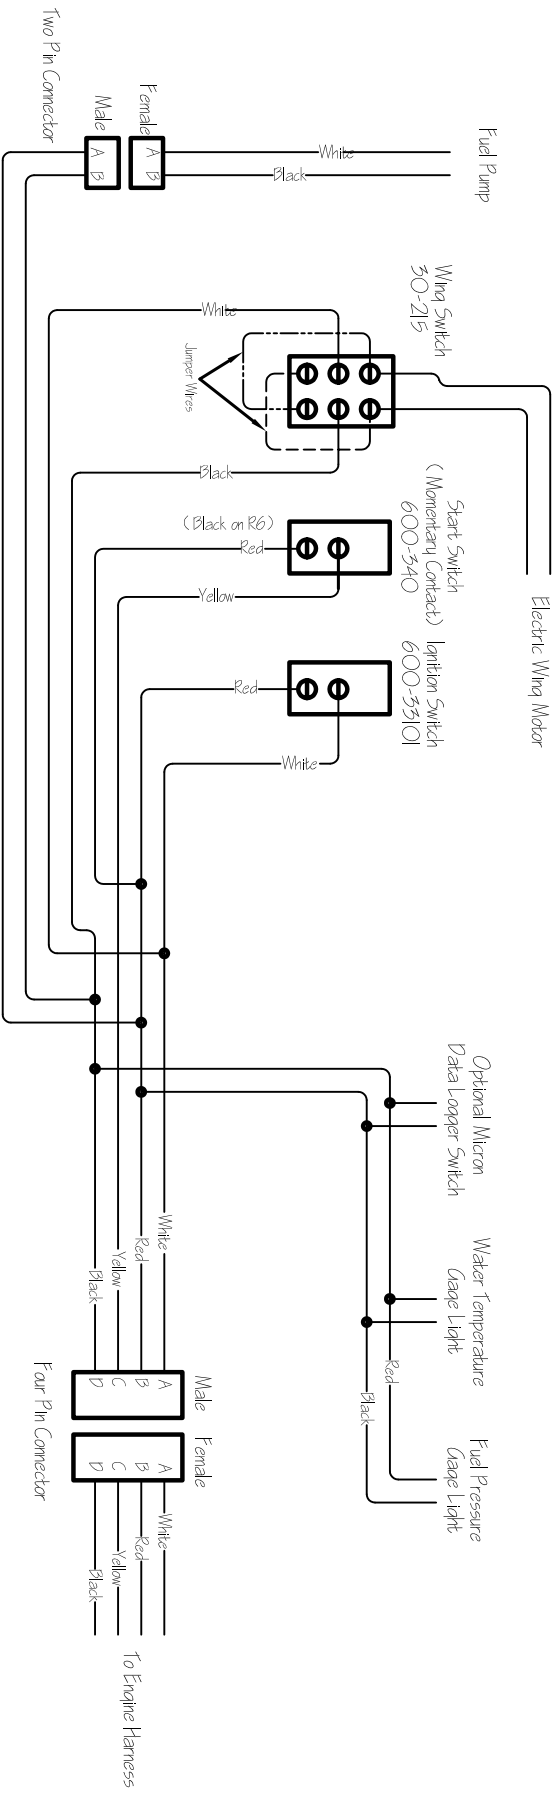 Fuel Pump
White
Black
Female
A
B
Male
A
B
Two Pin Connector
Wing Switch
30-215
White
Jumper Wires
Black
Electric Wing Motor
Start Switch
( Momentary Contact)
600-340
( Black on R6)
Red
Yellow
Ignition Switch
600-33101
Red
White
Optional Micron
Data Logger Switch
Water Temperature
Gage Light
Fuel Pressure
Gage Light
Red
Black
White
Red
Yellow
Black
Male
A
B
C
D
Four Pin Connector
Female
A
B
C
D
White
Red
Yellow
Black
To Engine Harness